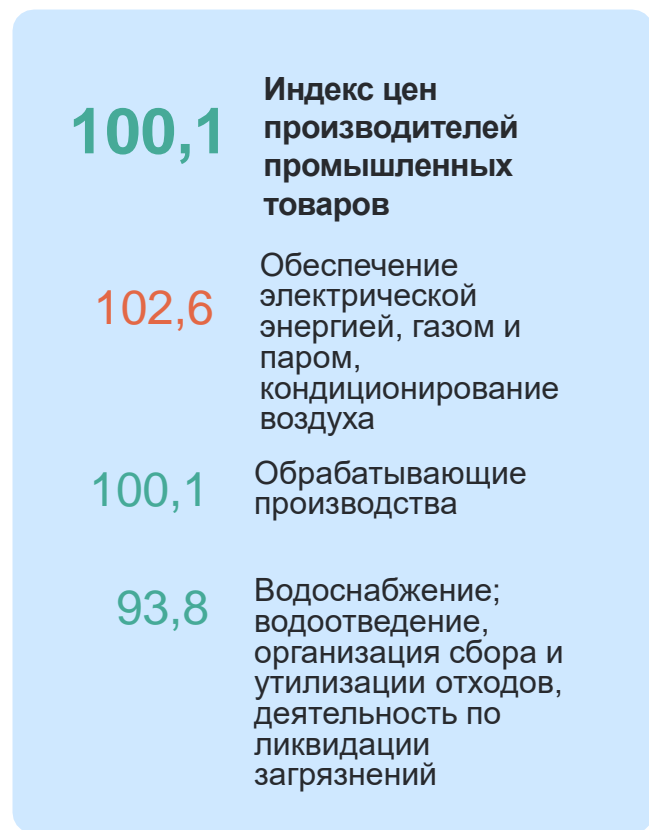 100,1
Индекс цен
производителей
промышленных
товаров
102,6
Обеспечение
электрической
энергией, газом и
паром,
кондиционирование
воздуха
100,1
Обрабатывающие
производства
93,8
Водоснабжение;
водоотведение,
организация сбора и
утилизации отходов,
деятельность по
ликвидации
загрязнений